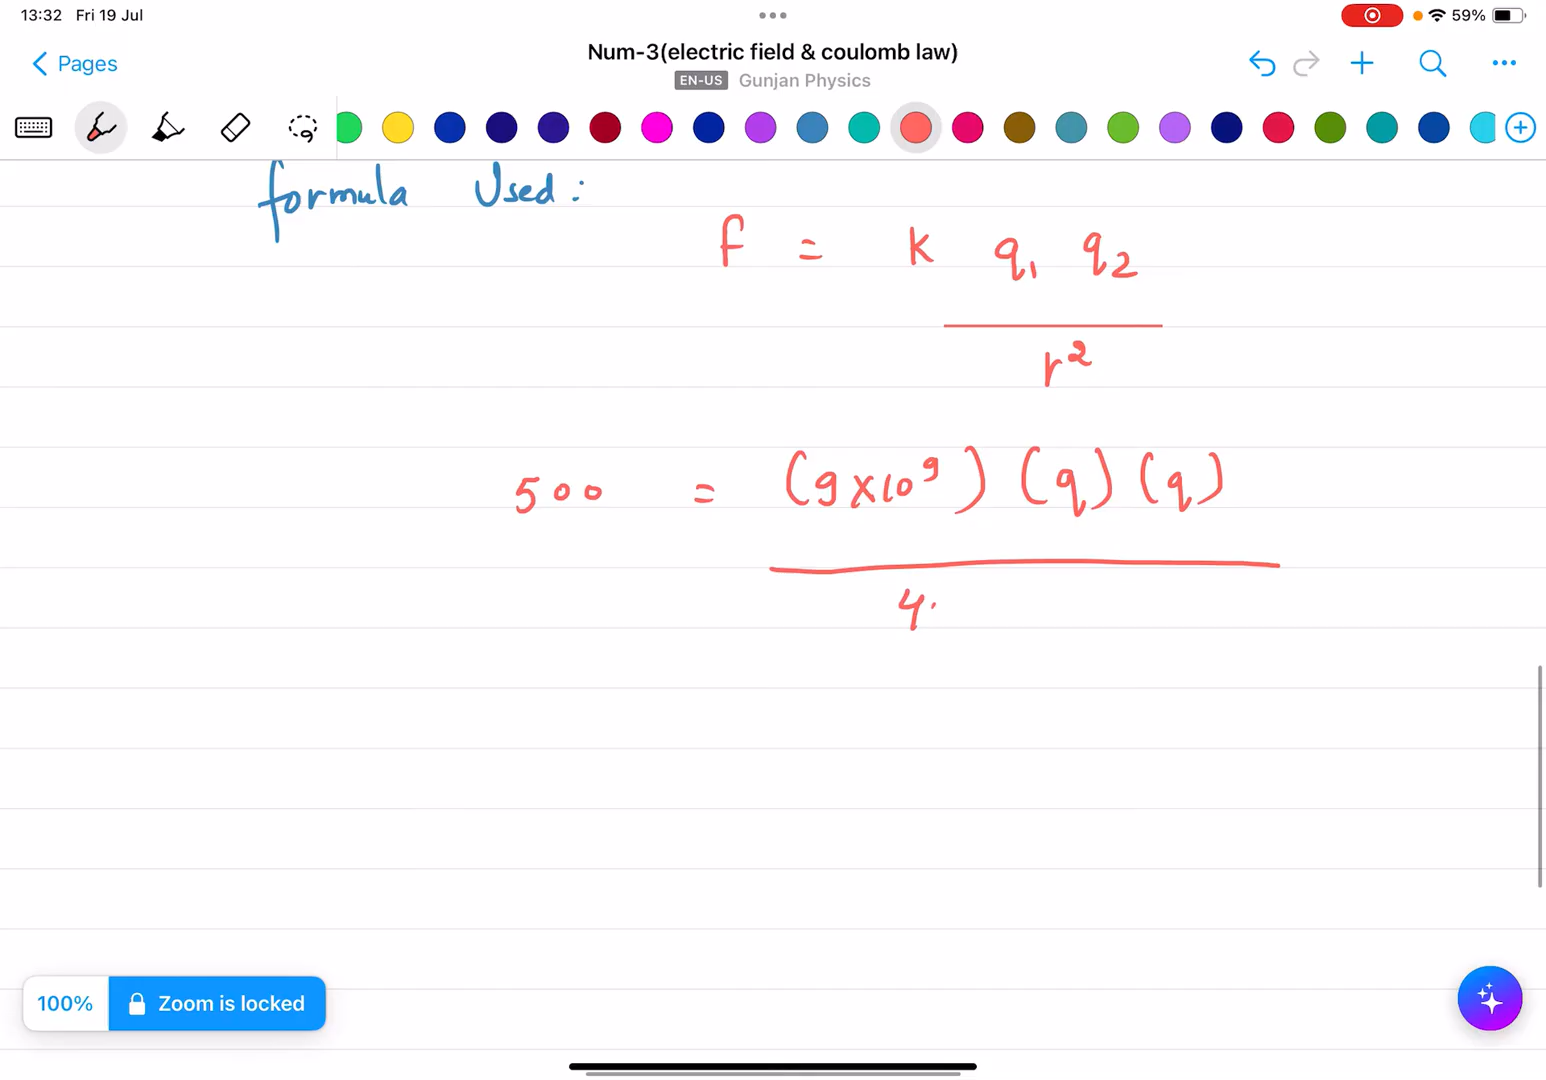 13:32 Fri 19 Jul
59%
Pages
Num-3(electric field & coulomb law)
EN-US Gunjan Physics
formula Used :
F = K q₁ q₂
r²
500 = (9×10⁹) (q) (q)
4.
100% Zoom is locked